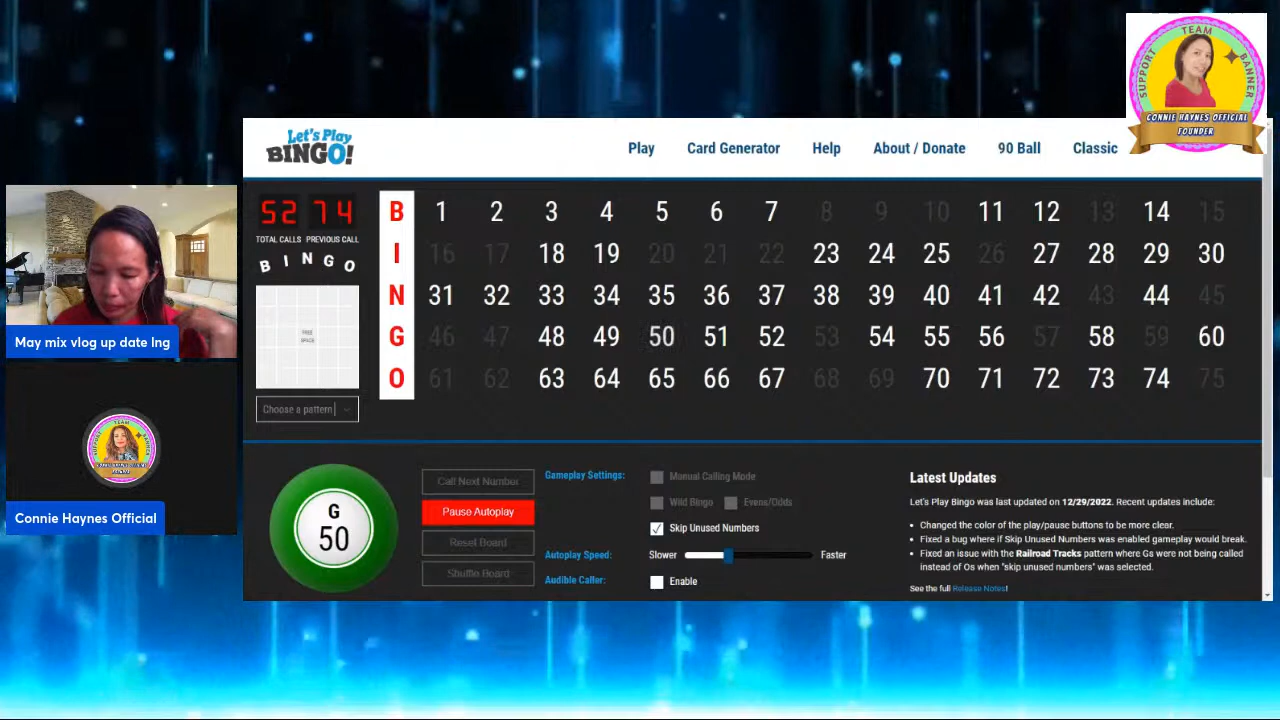 SUPPORT TEAM BANNER
CONNIE HAYNES OFFICIAL
FOUNDER
Let's Play
BINGO!
Play Card Generator Help About / Donate 90 Ball Classic
52 74
TOTAL CALLS PREVIOUS CALL
B I N G O
FREE
SPACE
Choose a pattern
B 1 2 3 4 5 6 7 8 9 10 11 12 13 14 15
I 16 17 18 19 20 21 22 23 24 25 26 27 28 29 30
N 31 32 33 34 35 36 37 38 39 40 41 42 43 44 45
G 46 47 48 49 50 51 52 53 54 55 56 57 58 59 60
O 61 62 63 64 65 66 67 68 69 70 71 72 73 74 75
May mix vlog up date lng
SUPPORT TEAM BANNER
CONNIE HAYNES OFFICIAL
Connie Haynes Official
G
50
Call Next Number
Pause Autoplay
Reset Board
Shuffle Board
Gameplay Settings:
Manual Calling Mode
Wild Bingo Evens/Odds
Skip Unused Numbers
Autoplay Speed: Slower Faster
Audible Caller: Enable
Latest Updates
Let's Play Bingo was last updated on 12/29/2022. Recent updates include:
Changed the color of the play/pause buttons to be more clear.
Fixed a bug where if Skip Unused Numbers was enabled gameplay would break.
Fixed an issue with the Railroad Tracks pattern where Gs were not being called
instead of Os when "skip unused numbers" was selected.
See the full Release Notes!